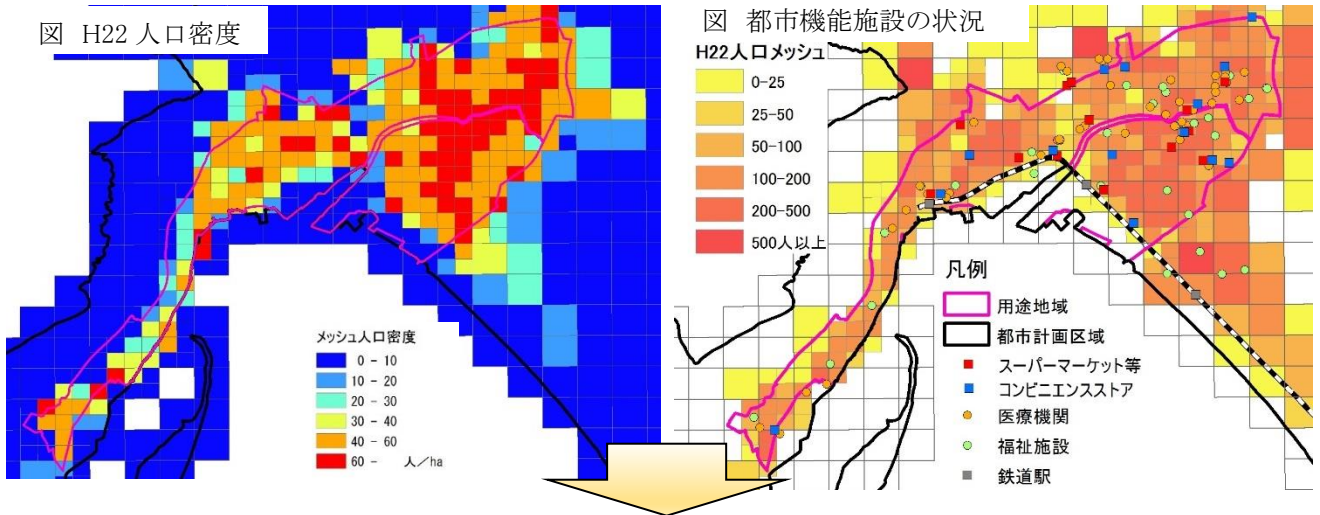 図 H22 人口密度
メッシュ人口密度
0 - 10
10 - 20
20 - 30
30 - 40
40 - 60
60 - 人/ha
図 都市機能施設の状況
H22人口メッシュ
0-25
25-50
50-100
100-200
200-500
500人以上
凡例
用途地域
都市計画区域
スーパーマーケット等
コンビニエンスストア
医療機関
福祉施設
鉄道駅